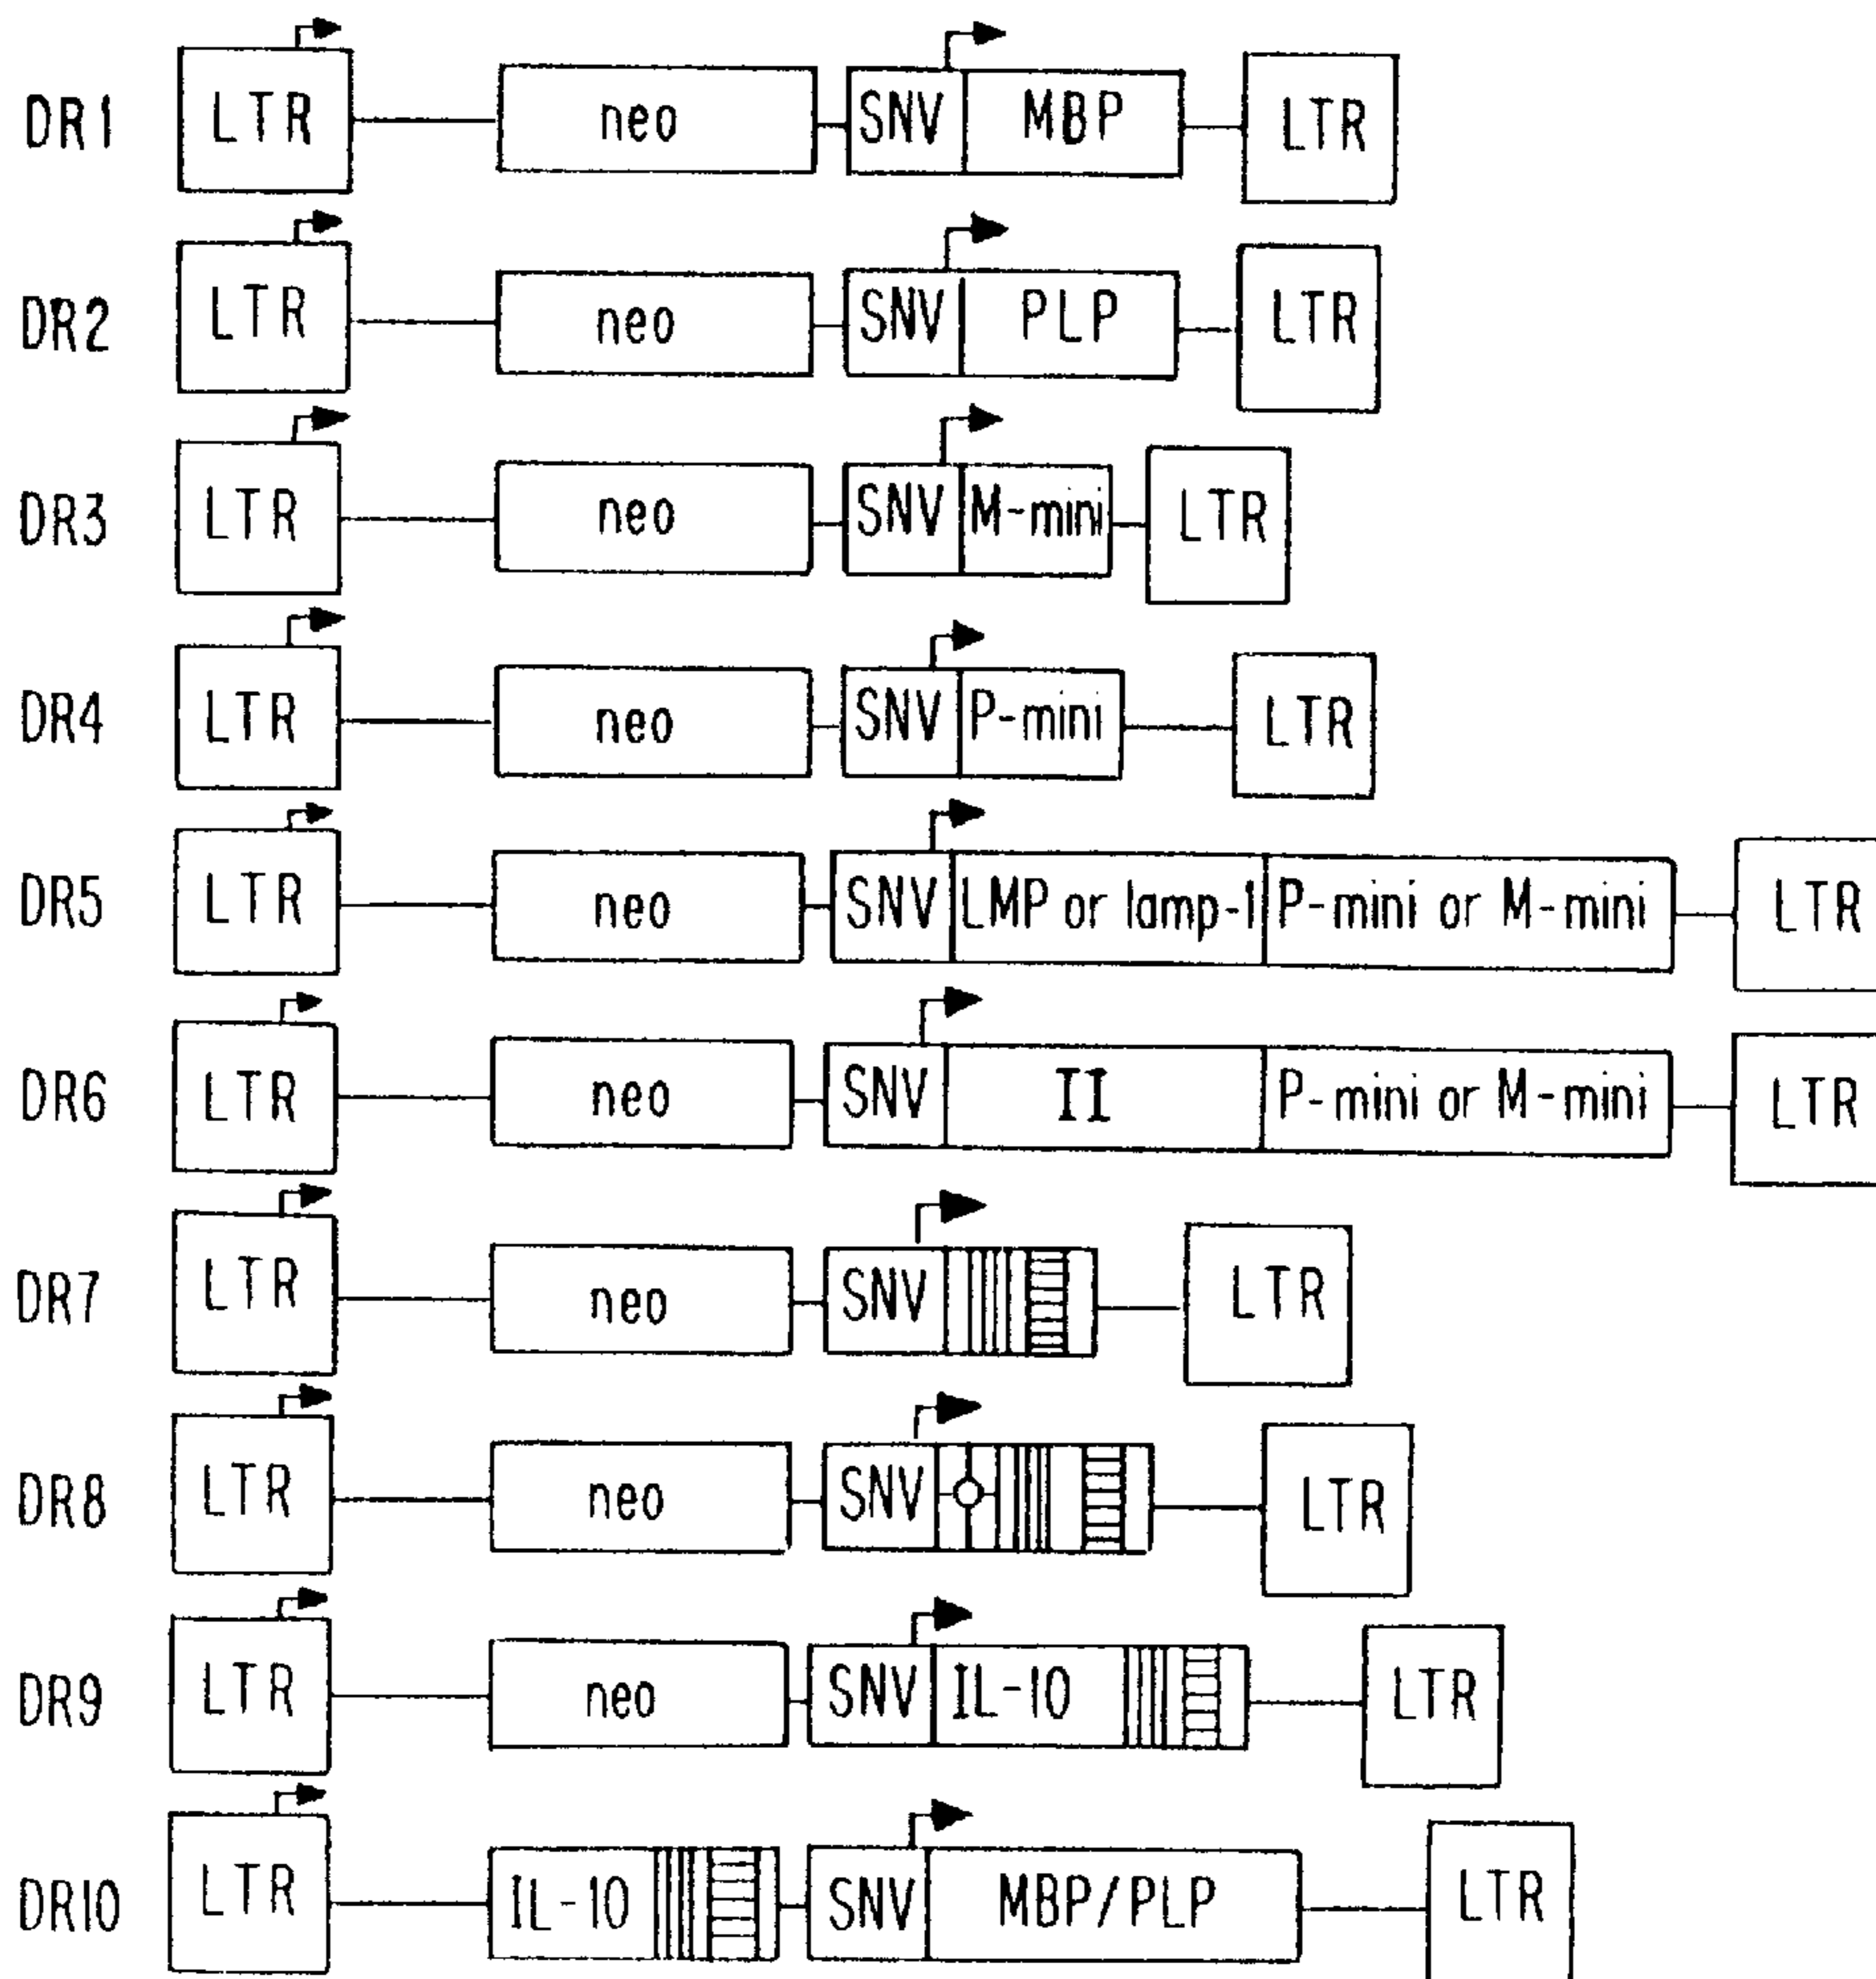 DR1 LTR neo SNV MBP LTR
DR2 LTR neo SNV PLP LTR
DR3 LTR neo SNV M-mini LTR
DR4 LTR neo SNV P-mini LTR
DR5 LTR neo SNV LMP or lamp-1 P-mini or M-mini LTR
DR6 LTR neo SNV II P-mini or M-mini LTR
DR7 LTR neo SNV LTR
DR8 LTR neo SNV LTR
DR9 LTR neo SNV IL-10 LTR
DR10 LTR IL-10 SNV MBP/PLP LTR